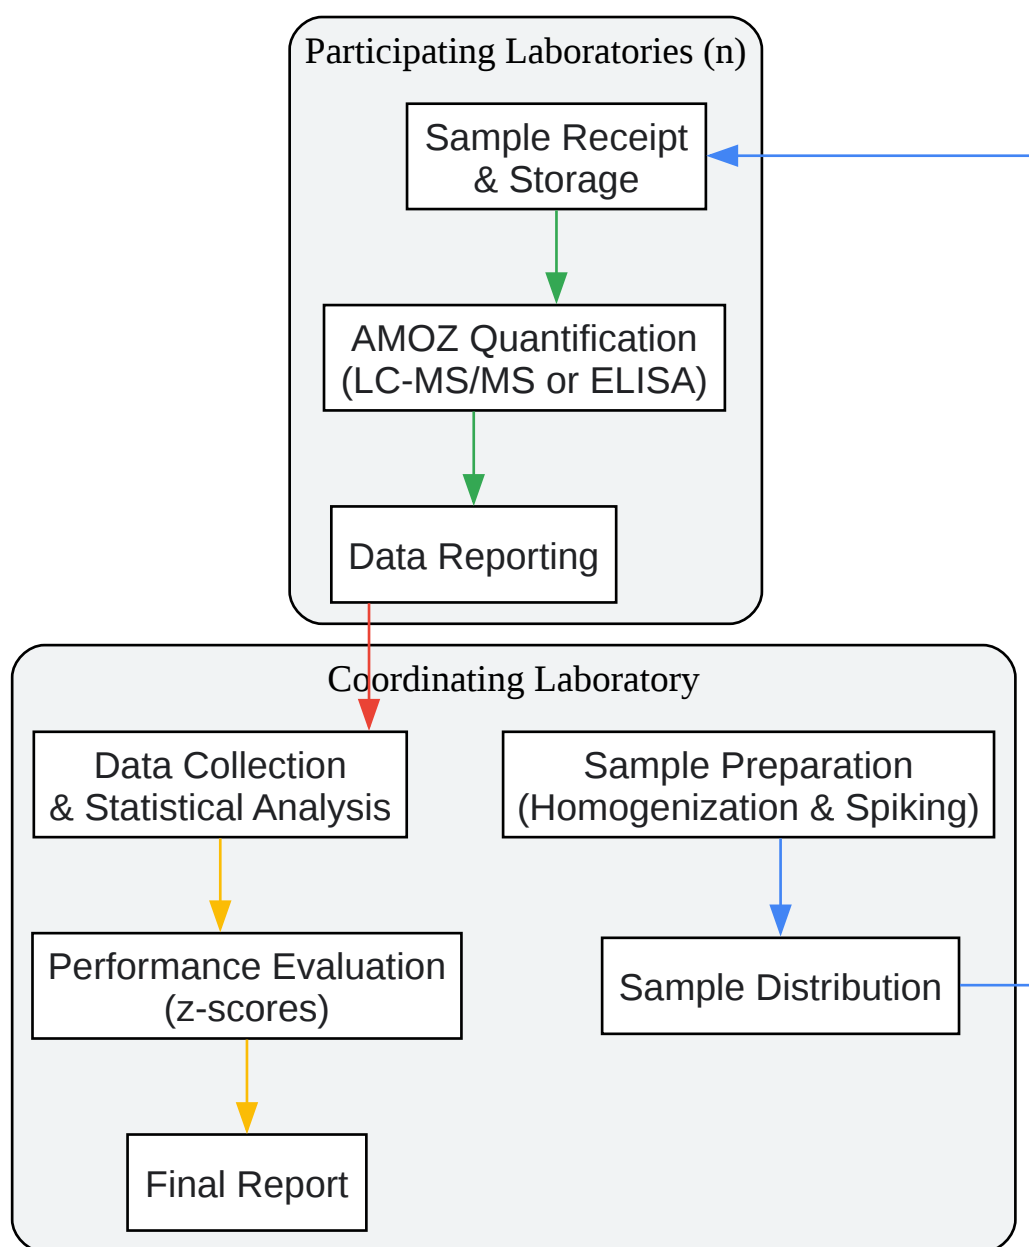 Participating Laboratories (n)
Sample Receipt
& Storage
AMOZ Quantification
(LC-MS/MS or ELISA)
Data Reporting
Coordinating Laboratory
Data Collection
& Statistical Analysis
Sample Preparation
(Homogenization & Spiking)
Performance Evaluation
(z-scores)
Sample Distribution
Final Report